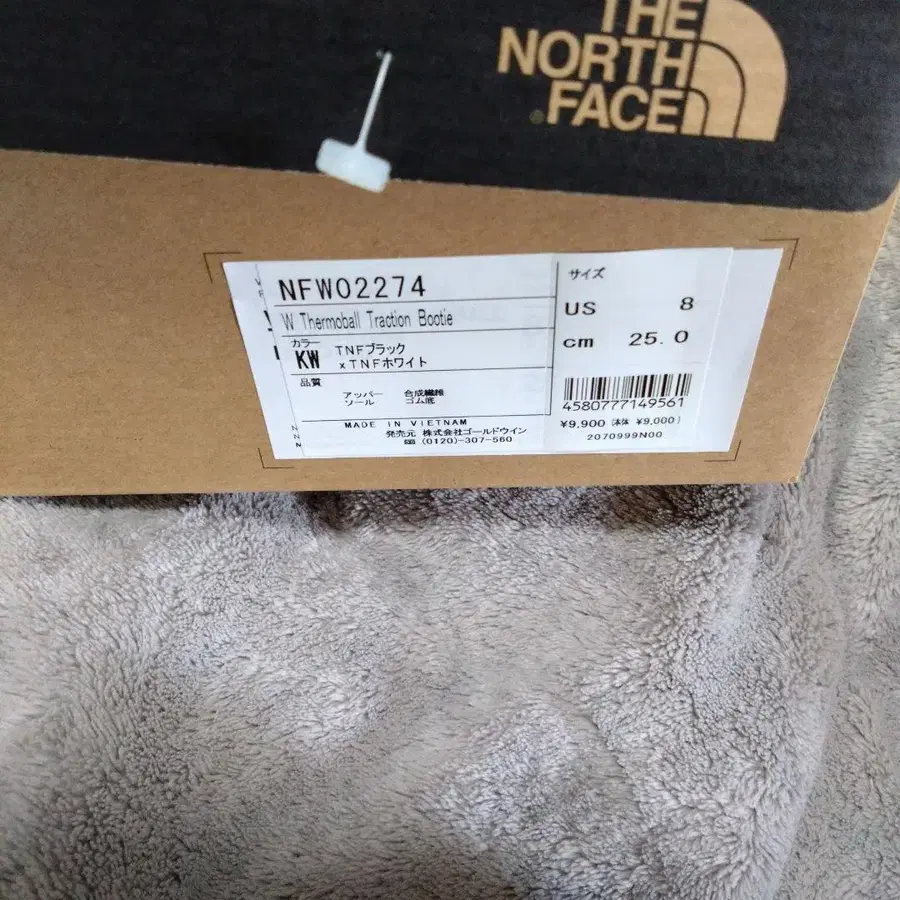 THE
NORTH
FACE
NFW02274
W Thermoball Traction Bootie
カラー
KW TNFブラック
xTNFホワイト
品質
アッパー 合成繊維
ソール ゴム底
MADE IN VIETNAM
発売元 株式会社ゴールドウイン
(0120)-307-560
サイズ
US 8
cm 25.0
4580777149561
¥9,900 (本体 ¥9,000)
2070999N00